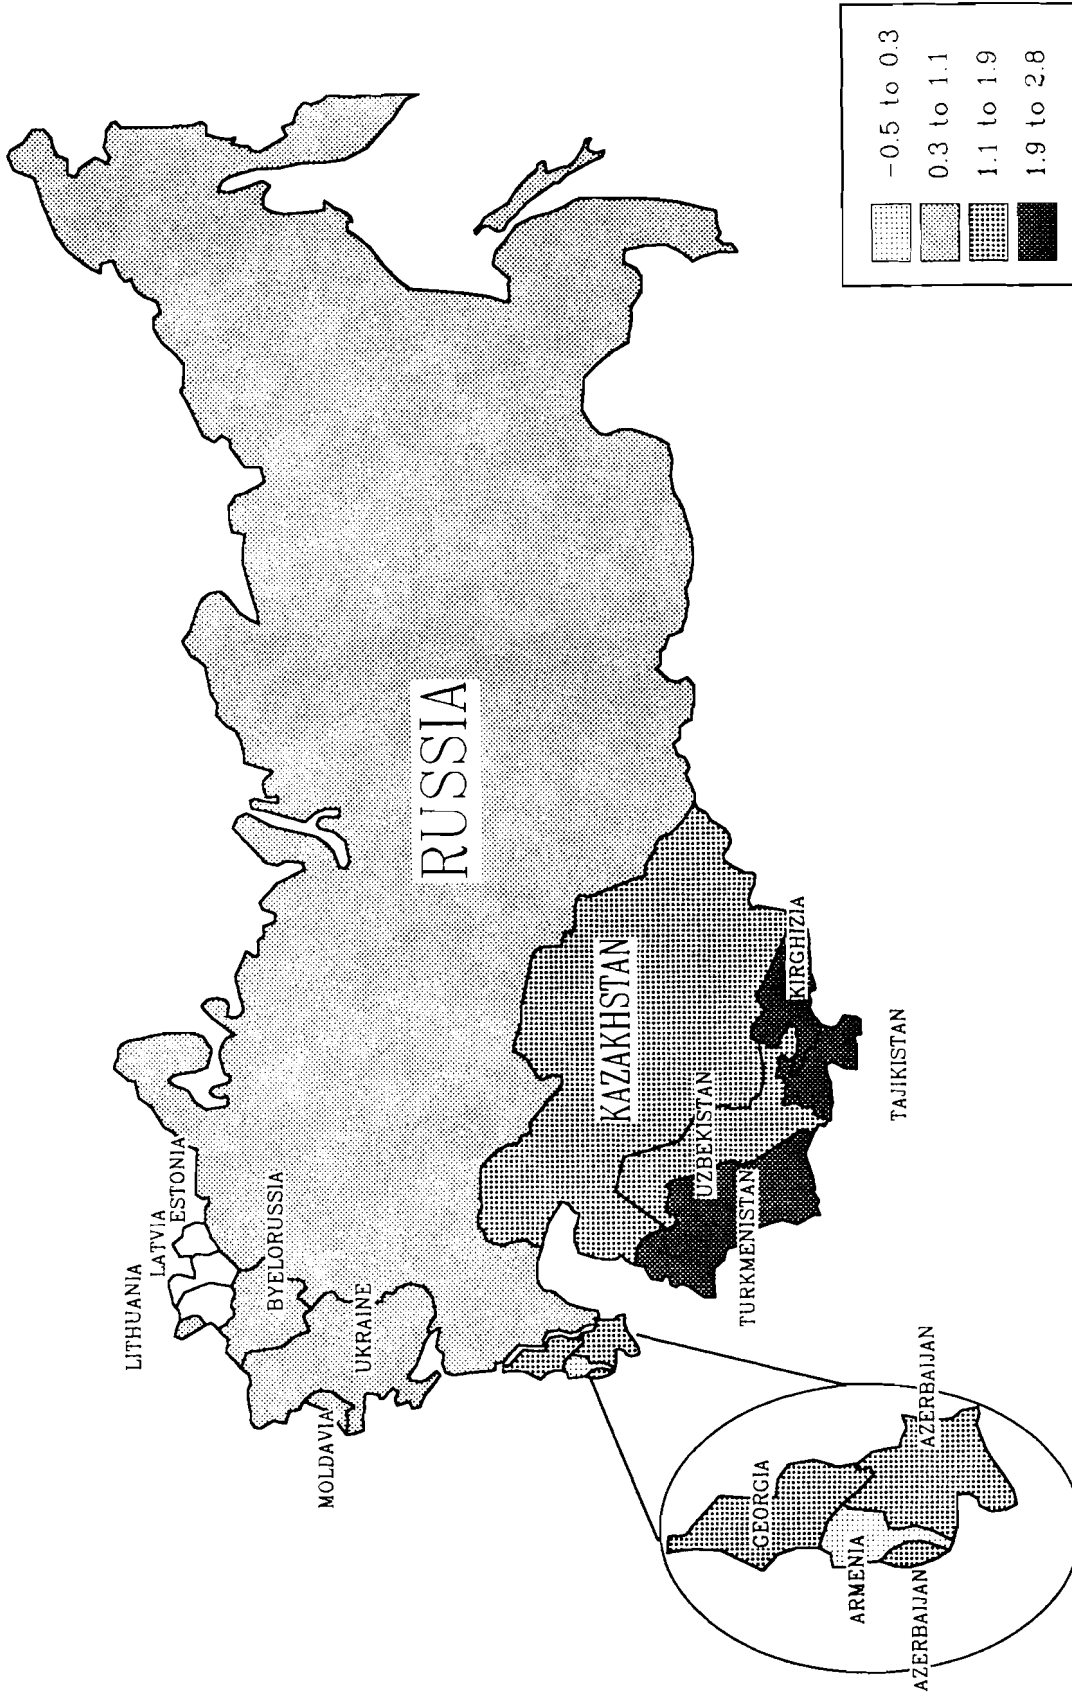 ESTONIA
LATVIA
LITHUANIA
BYELORUSSIA
UKRAINE
MOLDAVIA
RUSSIA
KAZAKHSTAN
UZBEKISTAN
TURKMENISTAN
KIRGHIZIA
TAJIKISTAN
GEORGIA
ARMENIA
AZERBAIJAN
AZERBAIJAN
-0.5 to 0.3
0.3 to 1.1
1.1 to 1.9
1.9 to 2.8